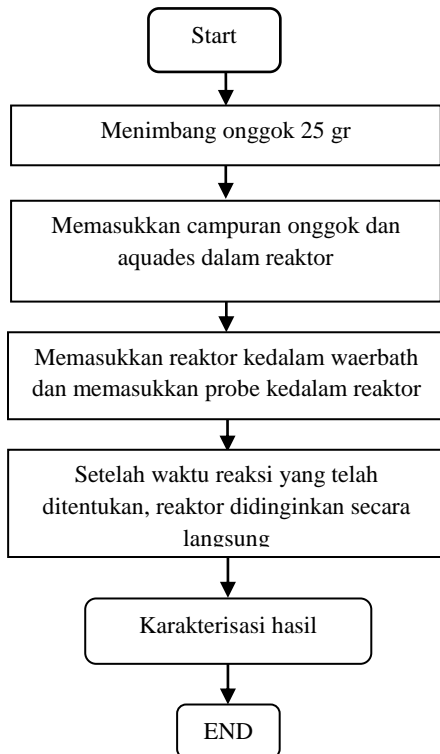 Start
Menimbang onggok 25 gr
Memasukkan campuran onggok dan
aquades dalam reaktor
Memasukkan reaktor kedalam waerbath
dan memasukkan probe kedalam reaktor
Setelah waktu reaksi yang telah
ditentukan, reaktor didinginkan secara
langsung
Karakterisasi hasil
END